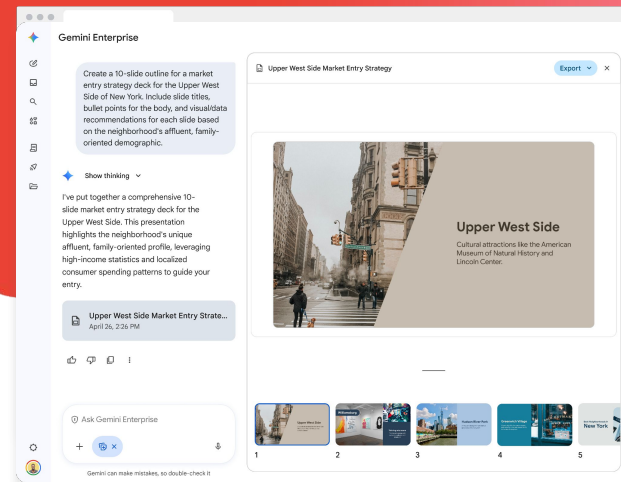 Gemini Enterprise
Create a 10-slide outline for a market
entry strategy deck for the Upper West
Side of New York. Include slide titles,
bullet points for the body, and visual/data
recommendations for each slide based
on the neighborhood's affluent, family-
oriented demographic.
Show thinking
I've put together a comprehensive 10-
slide market entry strategy deck for the
Upper West Side. This presentation
highlights the neighborhood's unique
affluent, family-oriented profile, leveraging
high-income statistics and localized
consumer spending patterns to guide your
entry.
Upper West Side Market Entry Strate...
April 26, 2:26 PM
Ask Gemini Enterprise
Gemini can make mistakes, so double-check it
Upper West Side Market Entry Strategy
Export
Upper West Side
Cultural attractions like the American
Museum of Natural History and
Lincoln Center.
Upper West Side
Williamsburg
Greenwich Village
New York
1
2
3
4
5